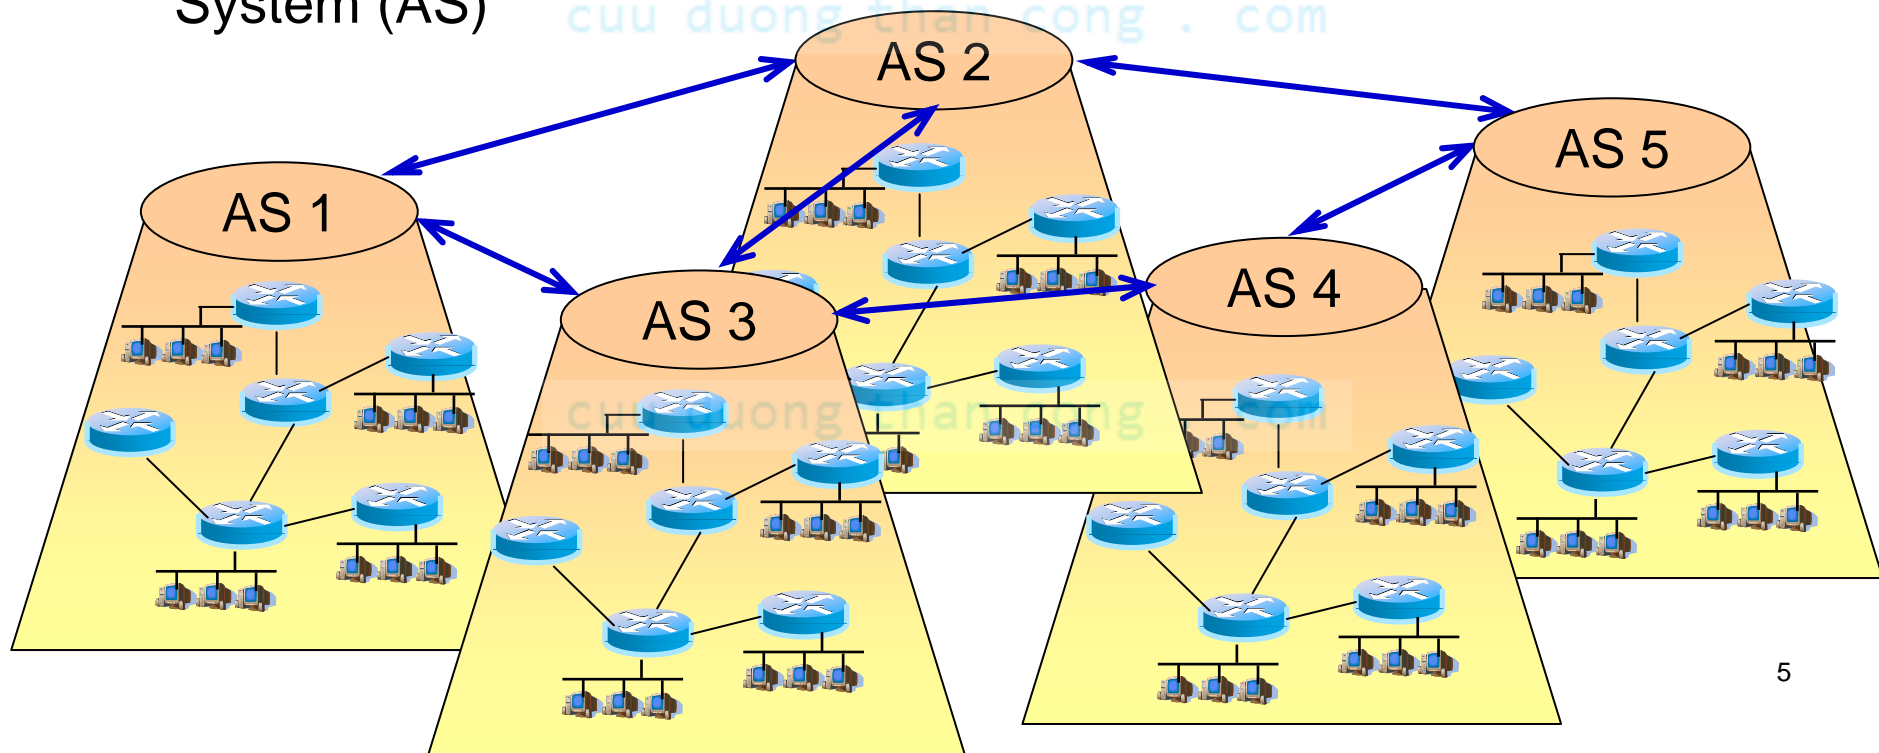 System (AS)
cuu duong than cong . com
AS 2
AS 5
AS 1
AS 4
AS 3
cuu duong than cong . com
5